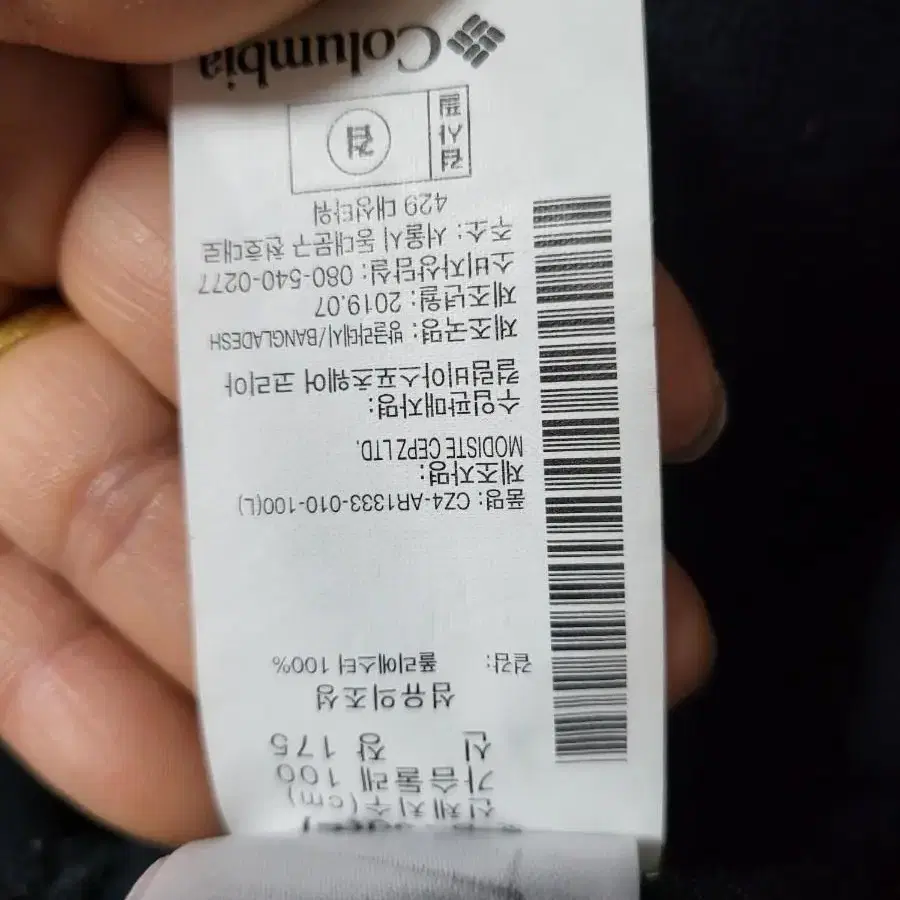 신체치수(cm)
가슴둘레 100
신 장 175
섬유의조성
겉감: 폴리에스터 100%
품명: CZ4-AR1333-010-100(L)
제조자명:
MODISTE CEPZ LTD.
수입판매자명:
컬럼비아스포츠웨어 코리아
제조국명: 방글라데시/BANGLADESH
제조년월: 2019.07
소비자상담실: 080-540-0277
주소: 서울시 동대문구 천호대로
429 대성타워
검사필
검
Columbia